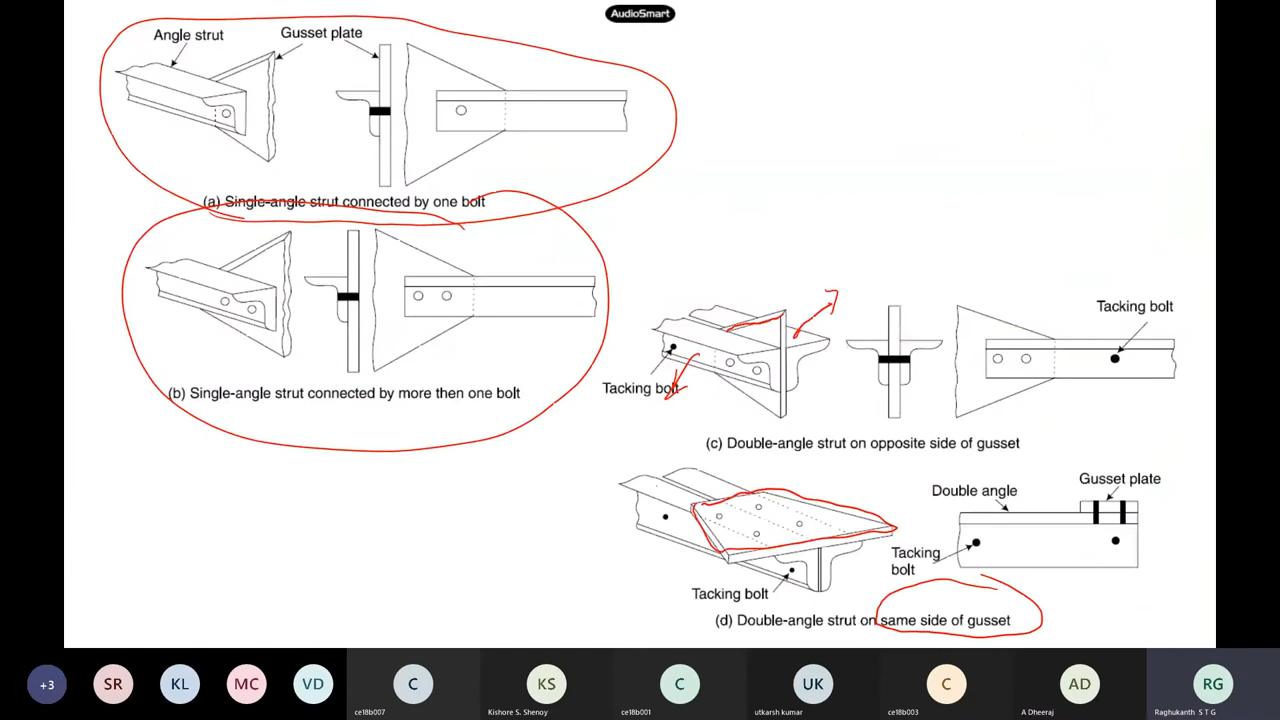 AudioSmart
Angle strut
Gusset plate
(a) Single-angle strut connected by one bolt
(b) Single-angle strut connected by more then one bolt
Tacking bolt
Tacking bolt
(c) Double-angle strut on opposite side of gusset
Tacking bolt
(d) Double-angle strut on same side of gusset
Double angle
Gusset plate
Tacking
bolt
+3
SR
KL
MC
VD
C
ce18b007
KS
Kishore S. Shenoy
C
ce18b001
UK
utkarsh kumar
C
ce18b003
AD
A Dheeraj
RG
Raghukanth S T G